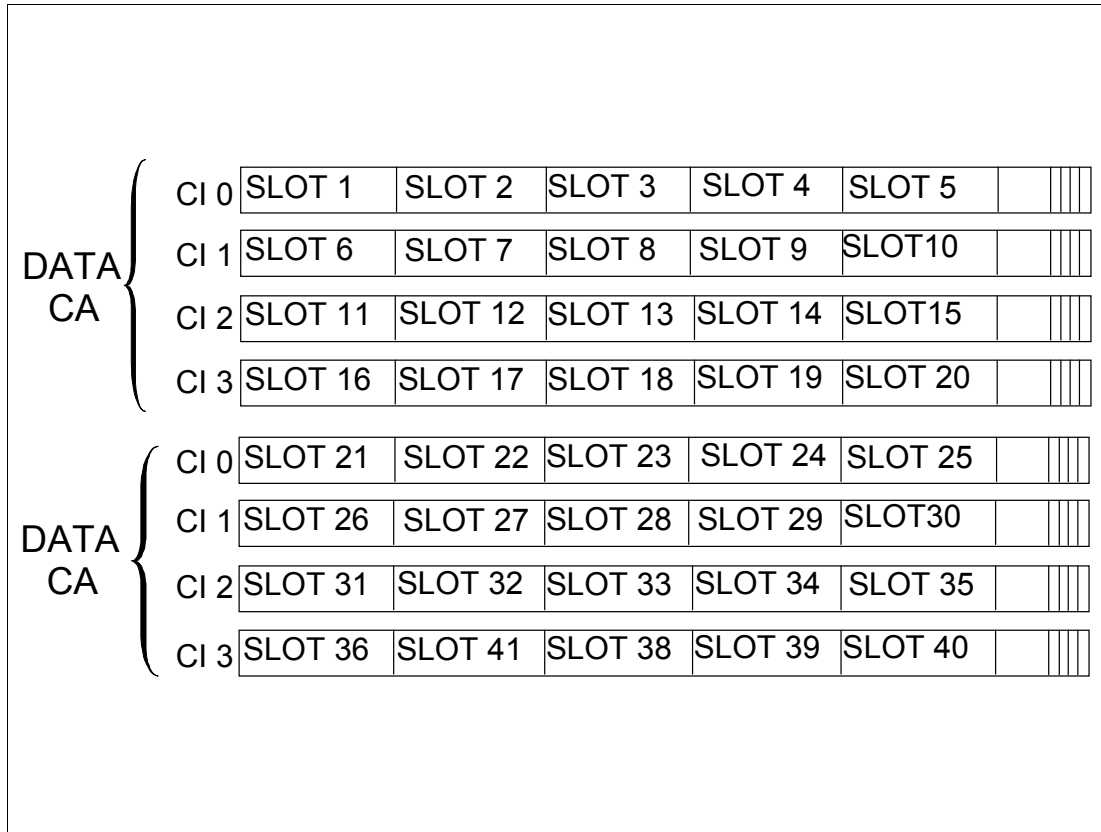 CI 0 SLOT 1 SLOT 2 SLOT 3 SLOT 4 SLOT 5
CI 1 SLOT 6 SLOT 7 SLOT 8 SLOT 9 SLOT10
DATA
CA
CI 2 SLOT 11 SLOT 12 SLOT 13 SLOT 14 SLOT15
CI 3 SLOT 16 SLOT 17 SLOT 18 SLOT 19 SLOT 20
CI 0 SLOT 21 SLOT 22 SLOT 23 SLOT 24 SLOT 25
CI 1 SLOT 26 SLOT 27 SLOT 28 SLOT 29 SLOT30
DATA
CA
CI 2 SLOT 31 SLOT 32 SLOT 33 SLOT 34 SLOT 35
CI 3 SLOT 36 SLOT 41 SLOT 38 SLOT 39 SLOT 40